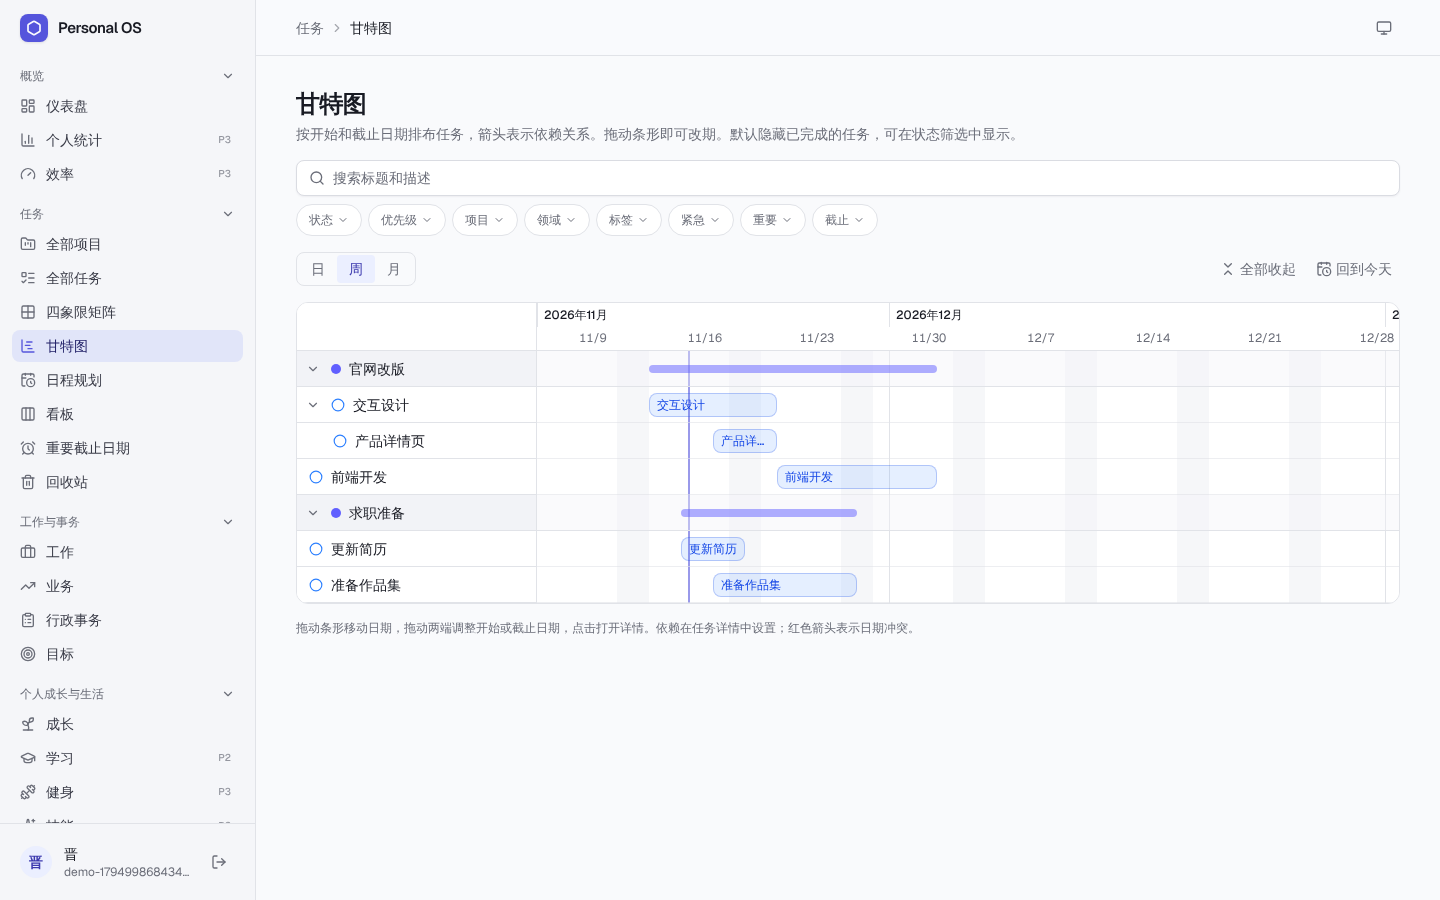 Personal OS
概览
仪表盘
个人统计 P3
效率 P3
任务
全部项目
全部任务
四象限矩阵
甘特图
日程规划
看板
重要截止日期
回收站
工作与事务
工作
业务
行政事务
目标
个人成长与生活
成长
学习 P2
健身 P3
晋
晋
demo-179499868434...
任务 > 甘特图
甘特图
按开始和截止日期排布任务，箭头表示依赖关系。拖动条形即可改期。默认隐藏已完成的任务，可在状态筛选中显示。
搜索标题和描述
状态 优先级 项目 领域 标签 紧急 重要 截止
日 周 月 全部收起 回到今天
2026年11月 2026年12月 2
11/9 11/16 11/23 11/30 12/7 12/14 12/21 12/28
官网改版
交互设计 交互设计
产品详情页 产品详...
前端开发 前端开发
求职准备
更新简历 更新简历
准备作品集 准备作品集
拖动条形移动日期，拖动两端调整开始或截止日期，点击打开详情。依赖在任务详情中设置；红色箭头表示日期冲突。